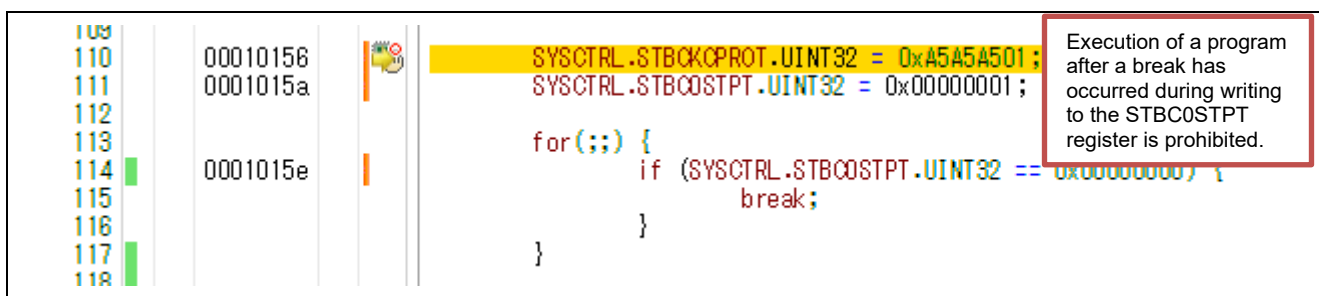 109
110 00010156 SYSCTRL.STBCKCPROT.UINT32 = 0xA5A5A501;
111 0001015a SYSCTRL.STBC0STPT.UINT32 = 0x00000001;
112
113 for(;;) {
114 0001015e if (SYSCTRL.STBC0STPT.UINT32 == 0x00000000) {
115 break;
116 }
117 }
118
Execution of a program
after a break has
occurred during writing
to the STBC0STPT
register is prohibited.